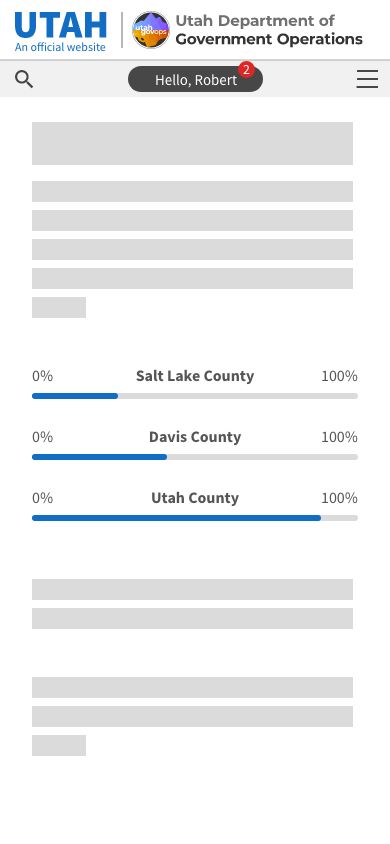 UTAH
An official website
utah
govops
Utah Department of
Government Operations
Hello, Robert
2
0% Salt Lake County 100%
0% Davis County 100%
0% Utah County 100%